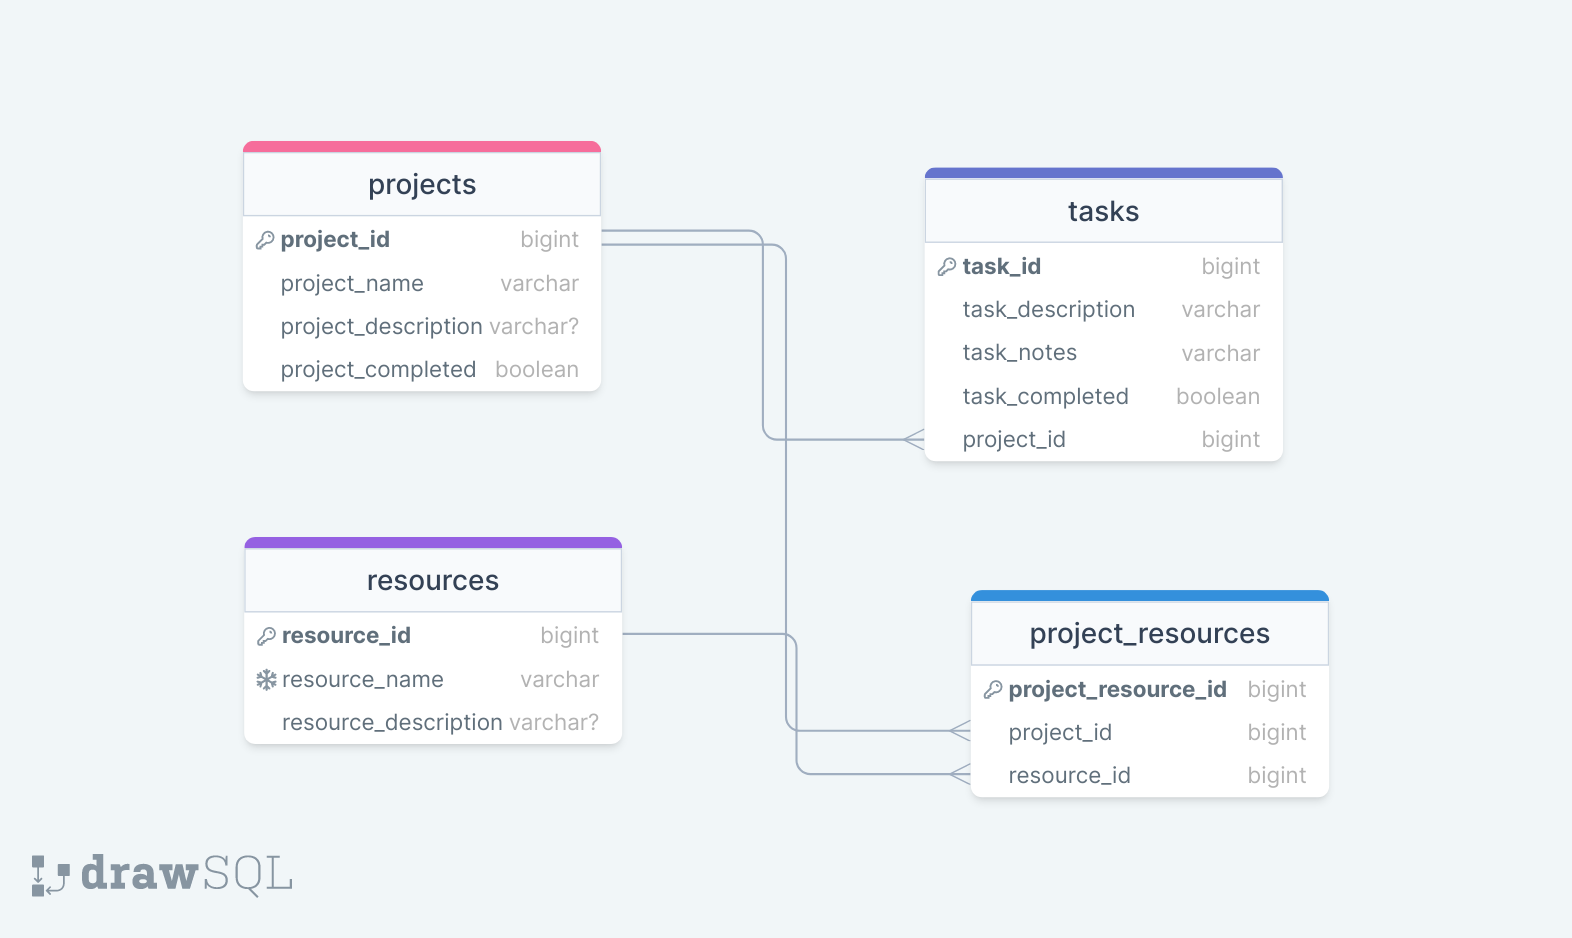 projects
project_id bigint
project_name varchar
project_description varchar?
project_completed boolean
tasks
task_id bigint
task_description varchar
task_notes varchar
task_completed boolean
project_id bigint
resources
resource_id bigint
resource_name varchar
resource_description varchar?
project_resources
project_resource_id bigint
project_id bigint
resource_id bigint
drawSQL